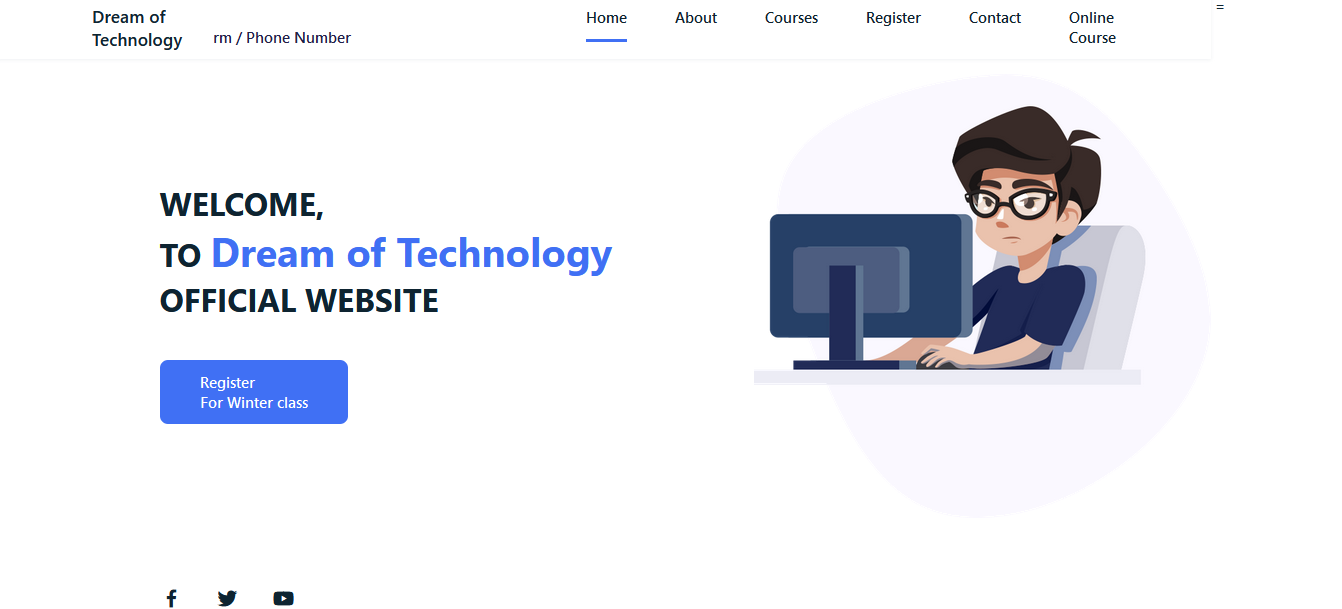 Dream of
Technology
rm / Phone Number
Home
About
Courses
Register
Contact
Online
Course
=
WELCOME,
TO Dream of Technology
OFFICIAL WEBSITE
Register
For Winter class